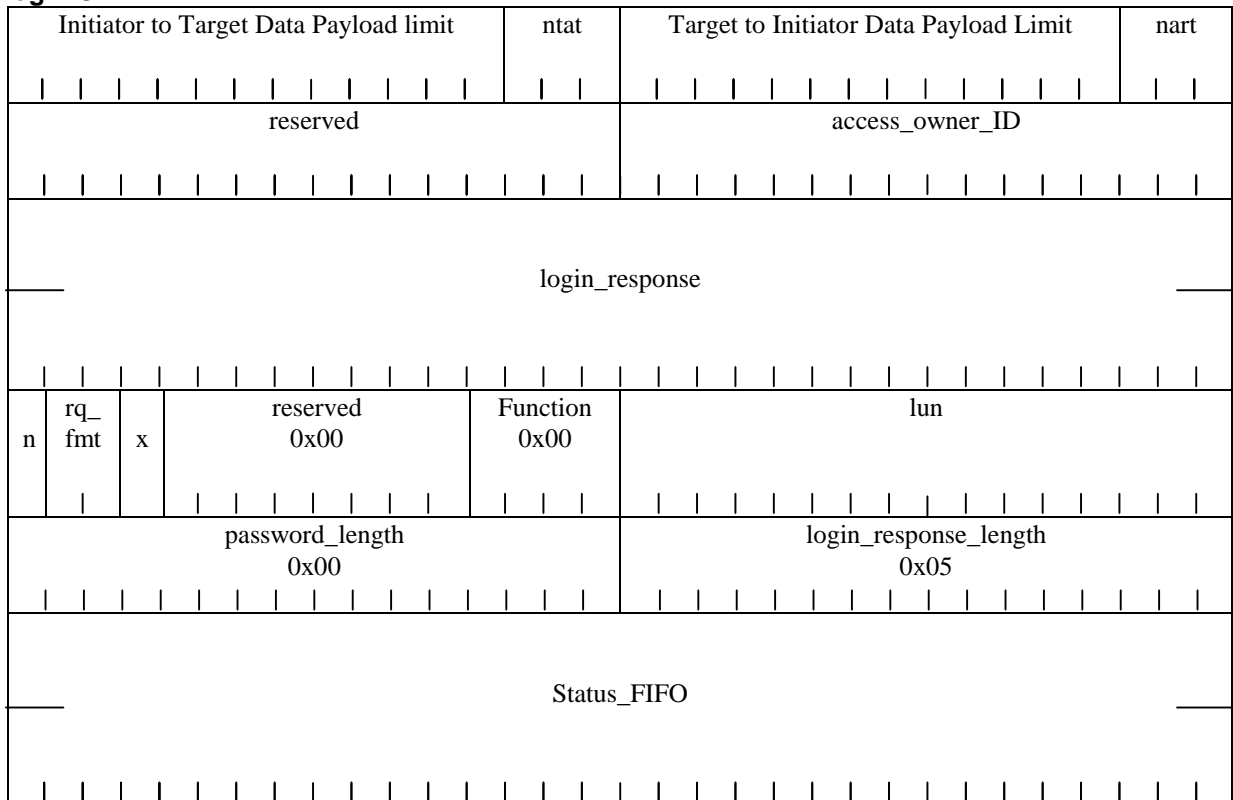 Initiator to Target Data Payload limit ntat Target to Initiator Data Payload Limit nart
reserved access_owner_ID
login_response
rq_ reserved Function lun
n fmt x 0x00 0x00
password_length login_response_length
0x00 0x05
Status_FIFO